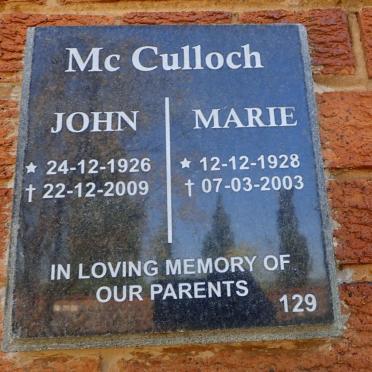 Mc Culloch
JOHN MARIE
★ 24-12-1926 ★ 12-12-1928
† 22-12-2009 † 07-03-2003
IN LOVING MEMORY OF
OUR PARENTS
129